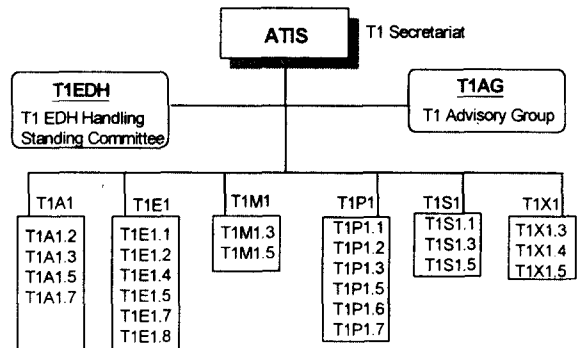 ATIS
T1 Secretariat
T1EDH
T1 EDH Handling
Standing Committee
T1AG
T1 Advisory Group
T1A1
T1A1.2
T1A1.3
T1A1.5
T1A1.7
T1E1
T1E1.1
T1E1.2
T1E1.4
T1E1.5
T1E1.7
T1E1.8
T1M1
T1M1.3
T1M1.5
T1P1
T1P1.1
T1P1.2
T1P1.3
T1P1.5
T1P1.6
T1P1.7
T1S1
T1S1.1
T1S1.3
T1S1.5
T1X1
T1X1.3
T1X1.4
T1X1.5